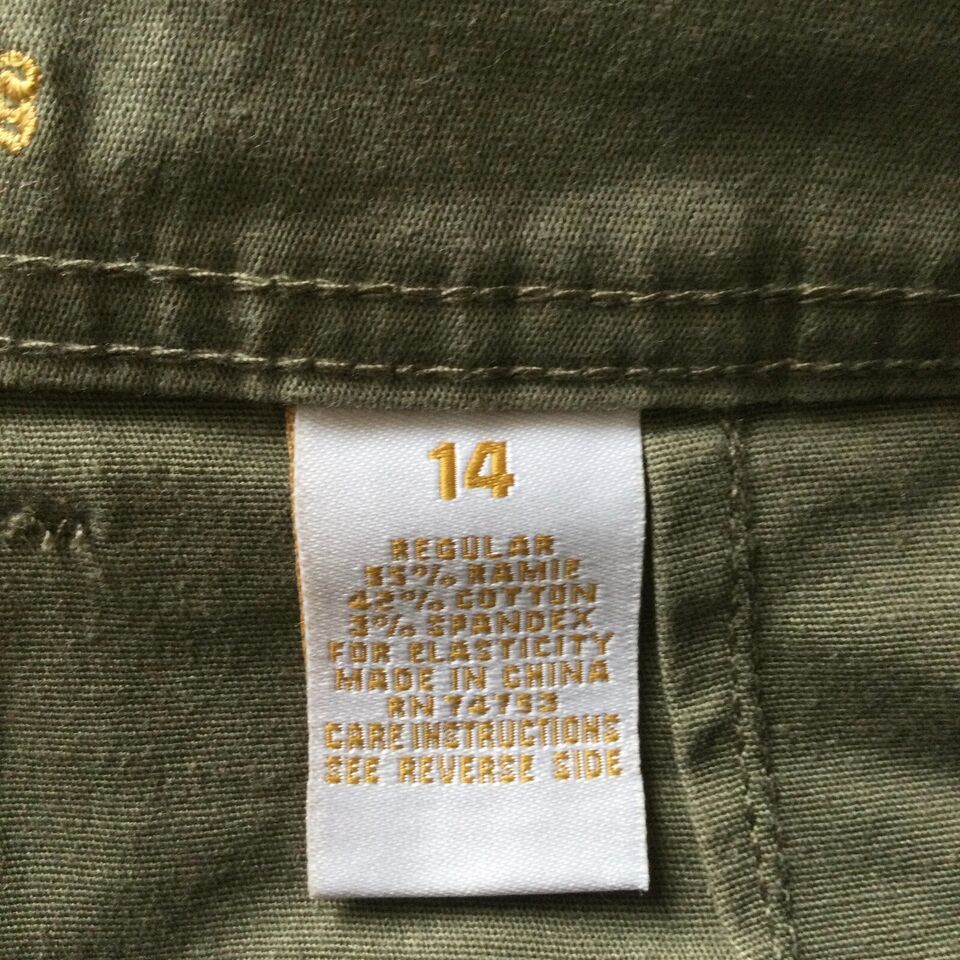 14
REGULAR
55% RAMIE
42% COTTON
3% SPANDEX
FOR ELASTICITY
MADE IN CHINA
RN 74793
CARE INSTRUCTIONS
SEE REVERSE SIDE